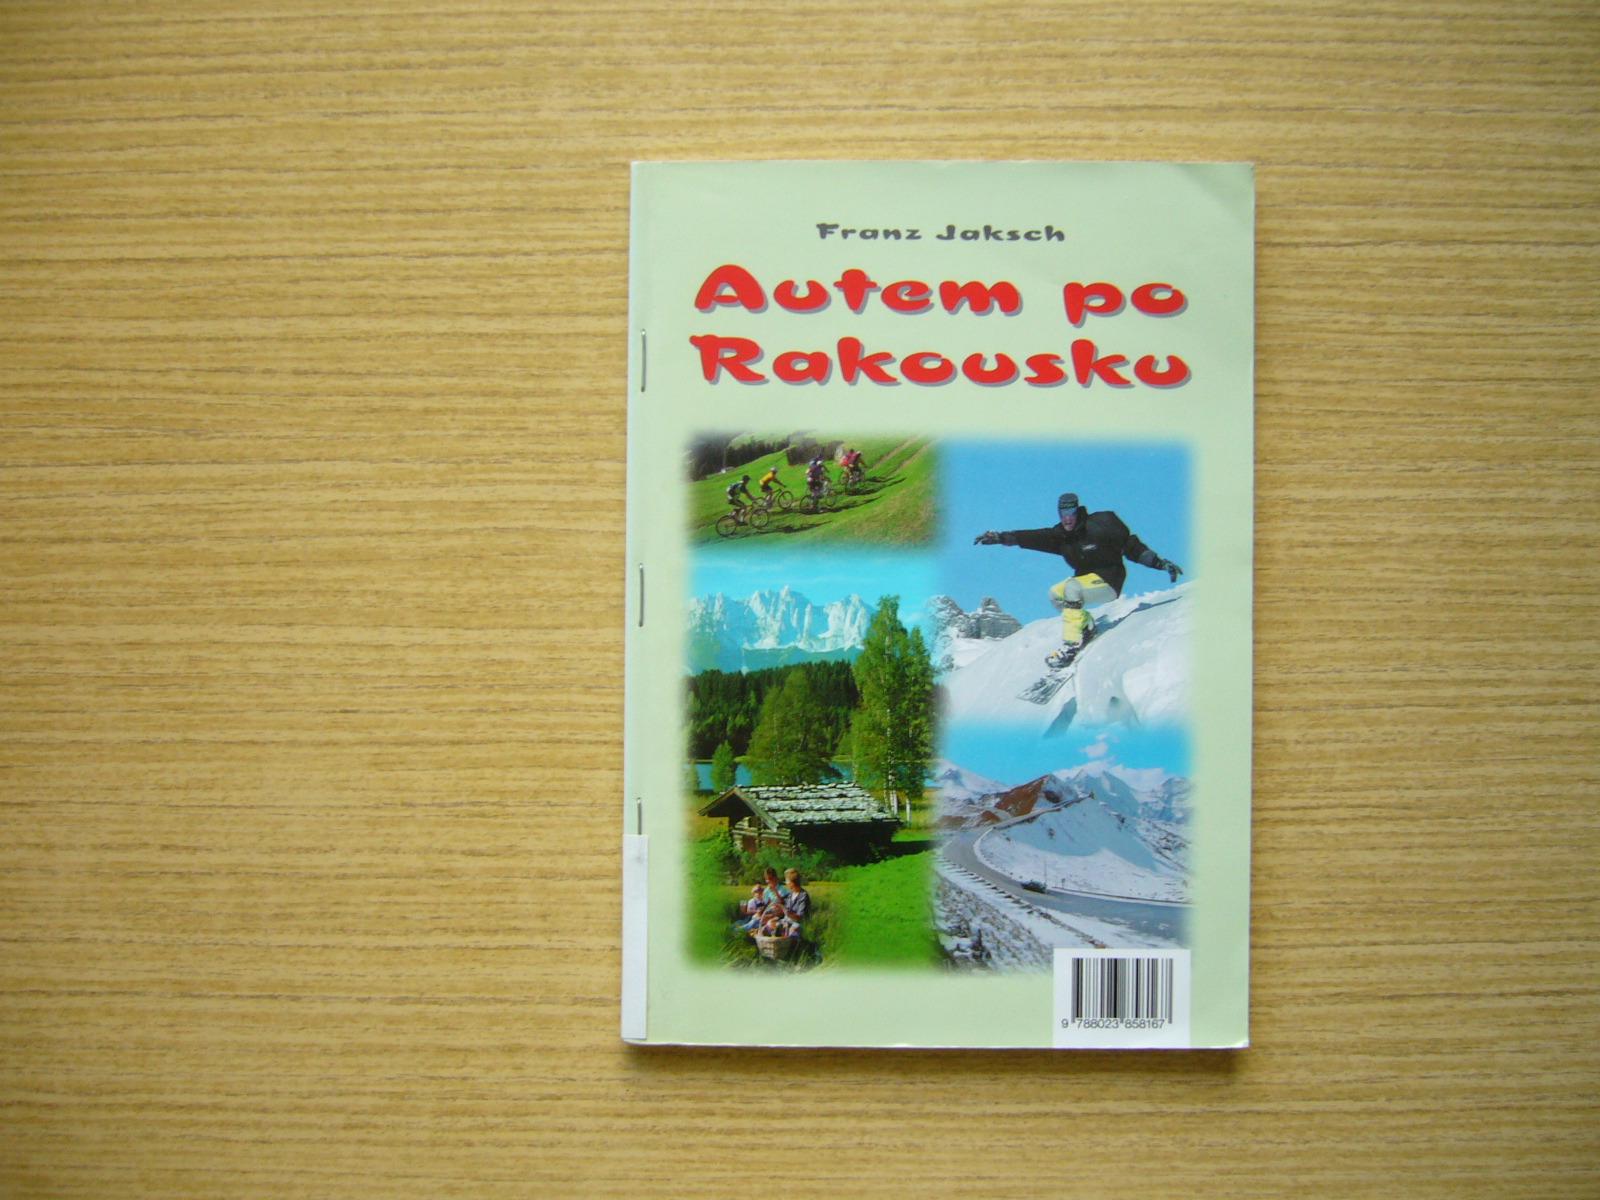 Franz Jaksch
Autem po
Rakousku
9 788023 858167